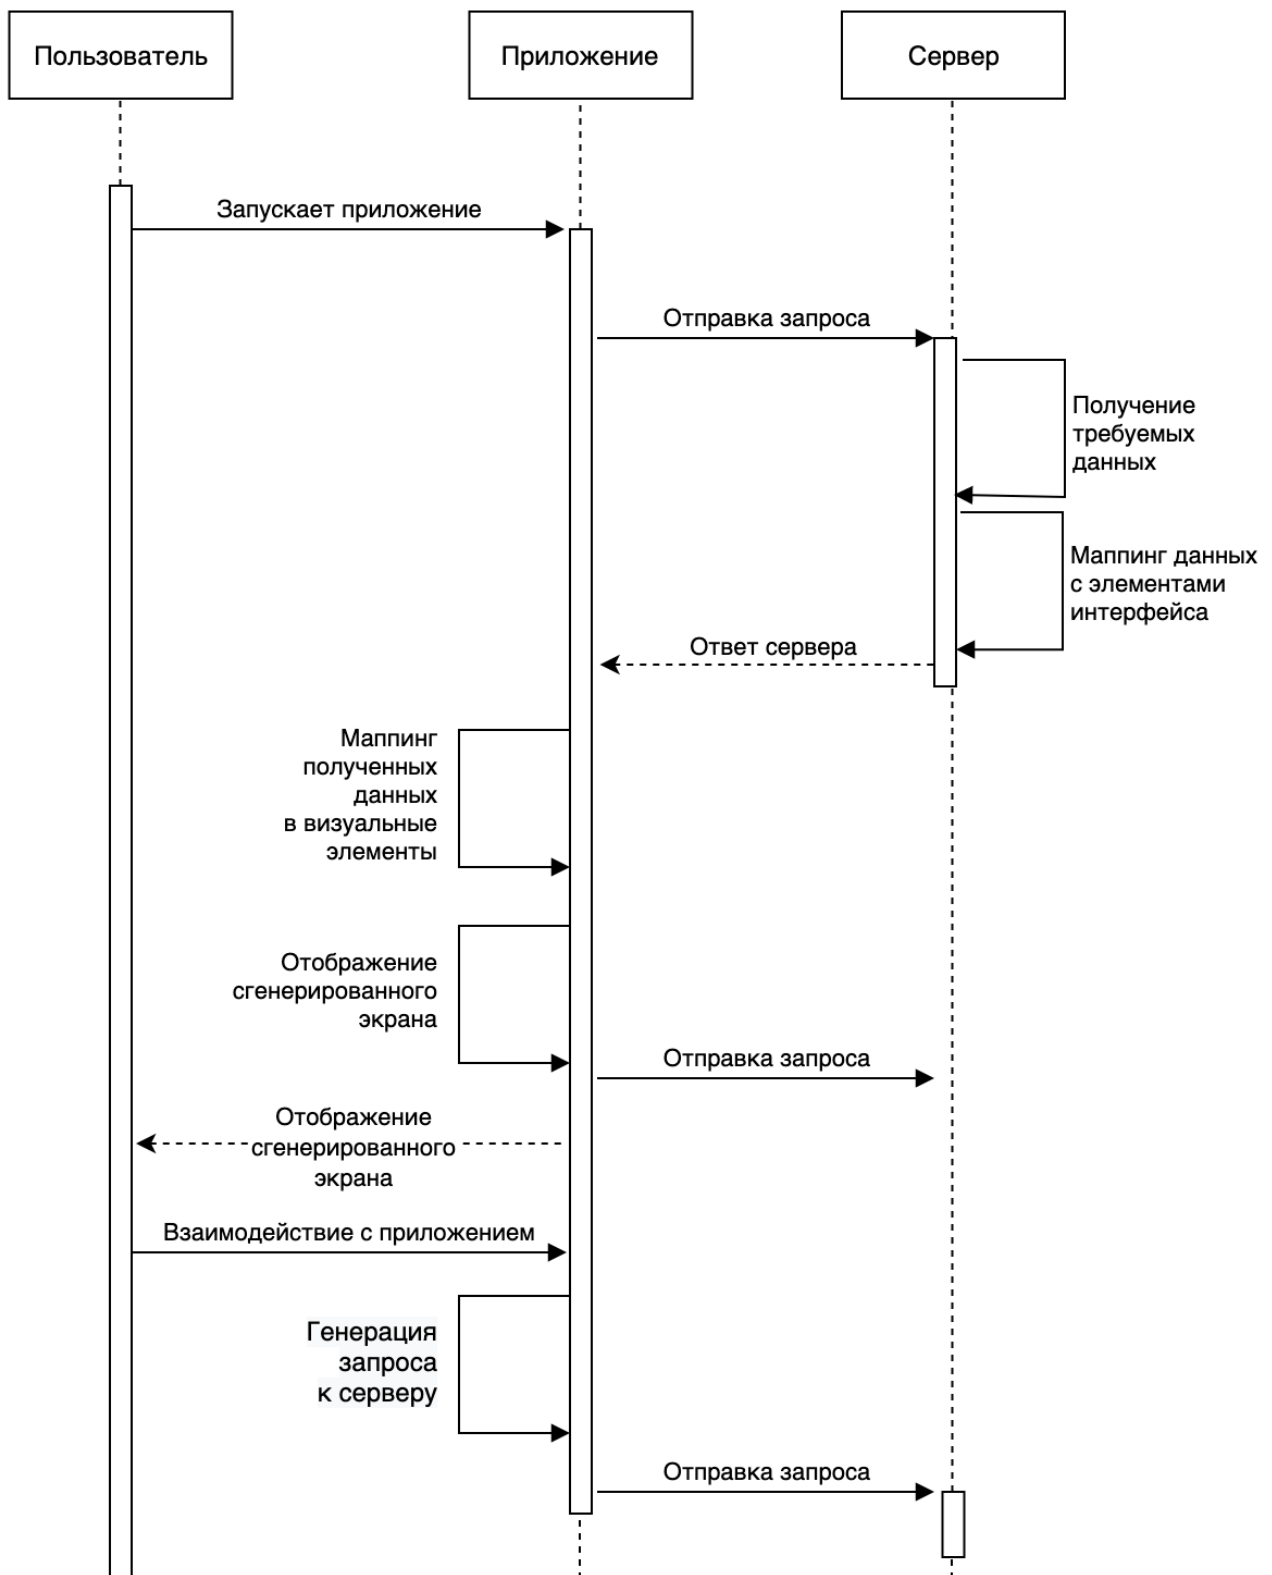 Пользователь
Приложение
Сервер
Запускает приложение
Отправка запроса
Получение
требуемых
данных
Маппинг данных
с элементами
интерфейса
Ответ сервера
Маппинг
полученных
данных
в визуальные
элементы
Отображение
сгенерированного
экрана
Отправка запроса
Отображение
сгенерированного
экрана
Взаимодействие с приложением
Генерация
запроса
к серверу
Отправка запроса